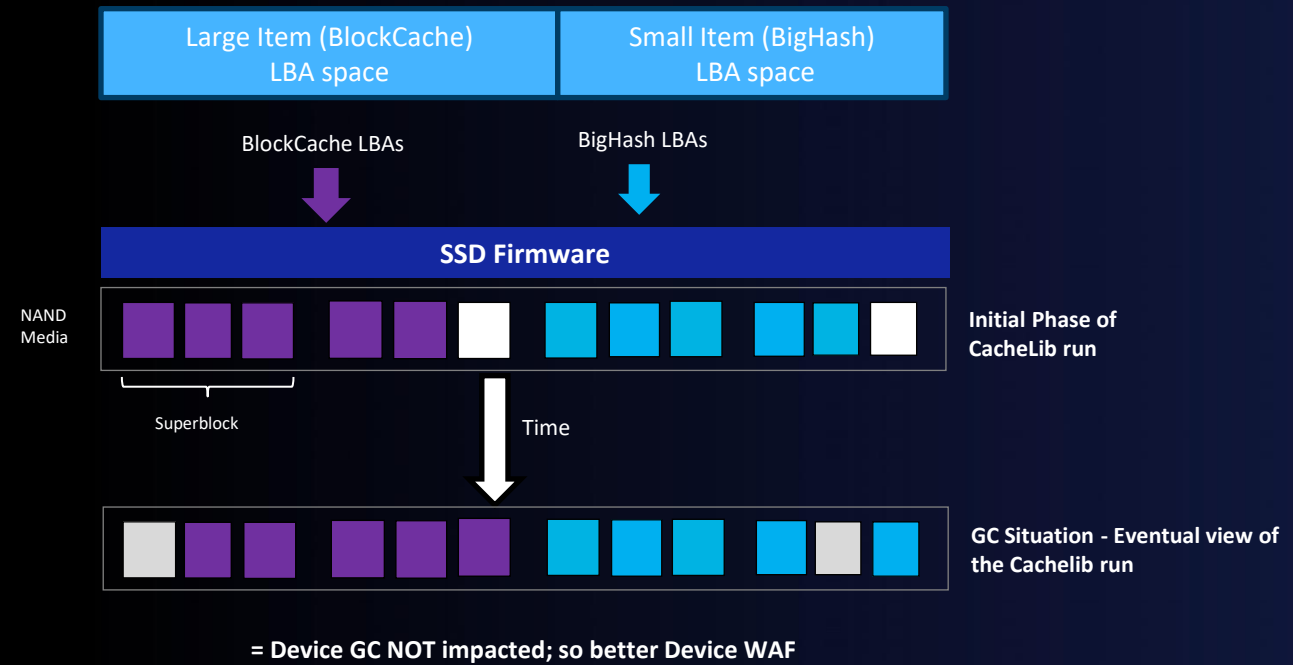 Large Item (BlockCache)
LBA space
Small Item (BigHash)
LBA space
BlockCache LBAs
BigHash LBAs
SSD Firmware
NAND
Media
Initial Phase of
CacheLib run
Superblock
Time
GC Situation - Eventual view of
the Cachelib run
= Device GC NOT impacted; so better Device WAF